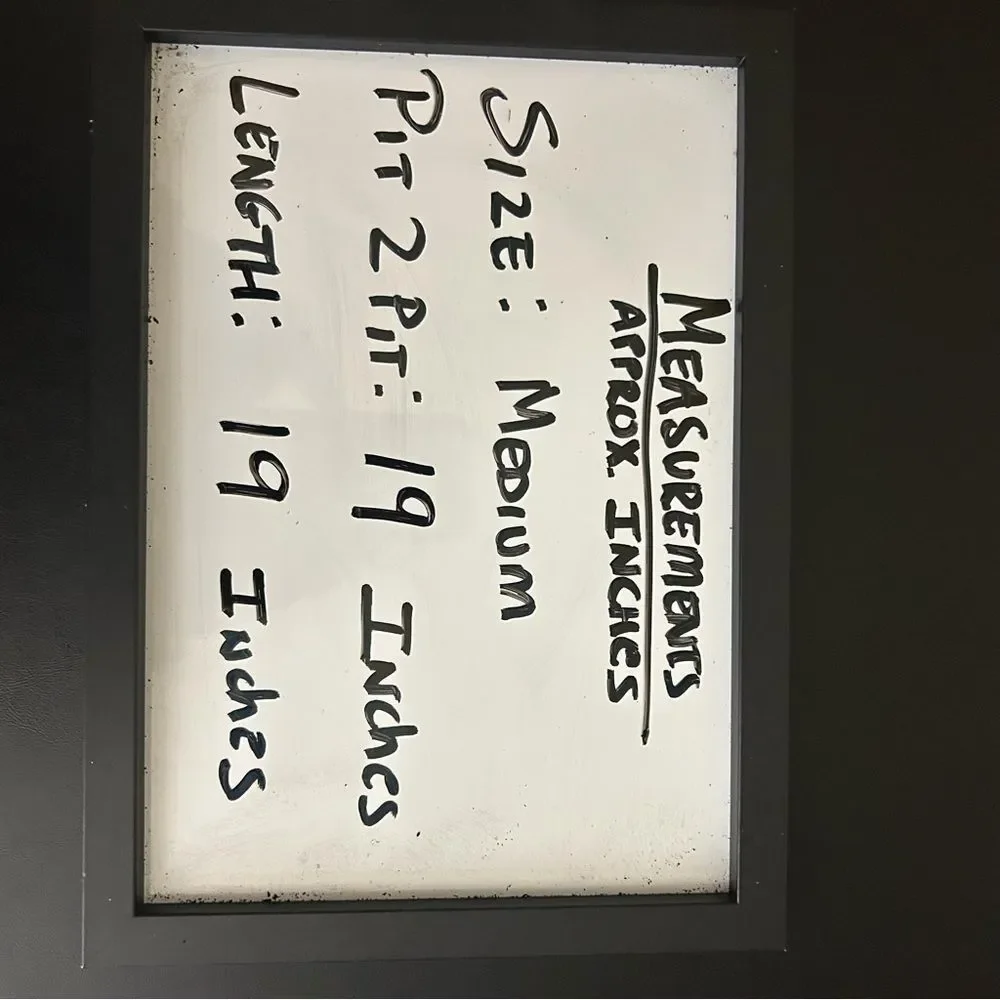 MEASUREMENTS
APPROX. INCHES
SIZE: MEDIUM
PIT 2 PIT: 19 INChES
LENGTH: 19 INChES